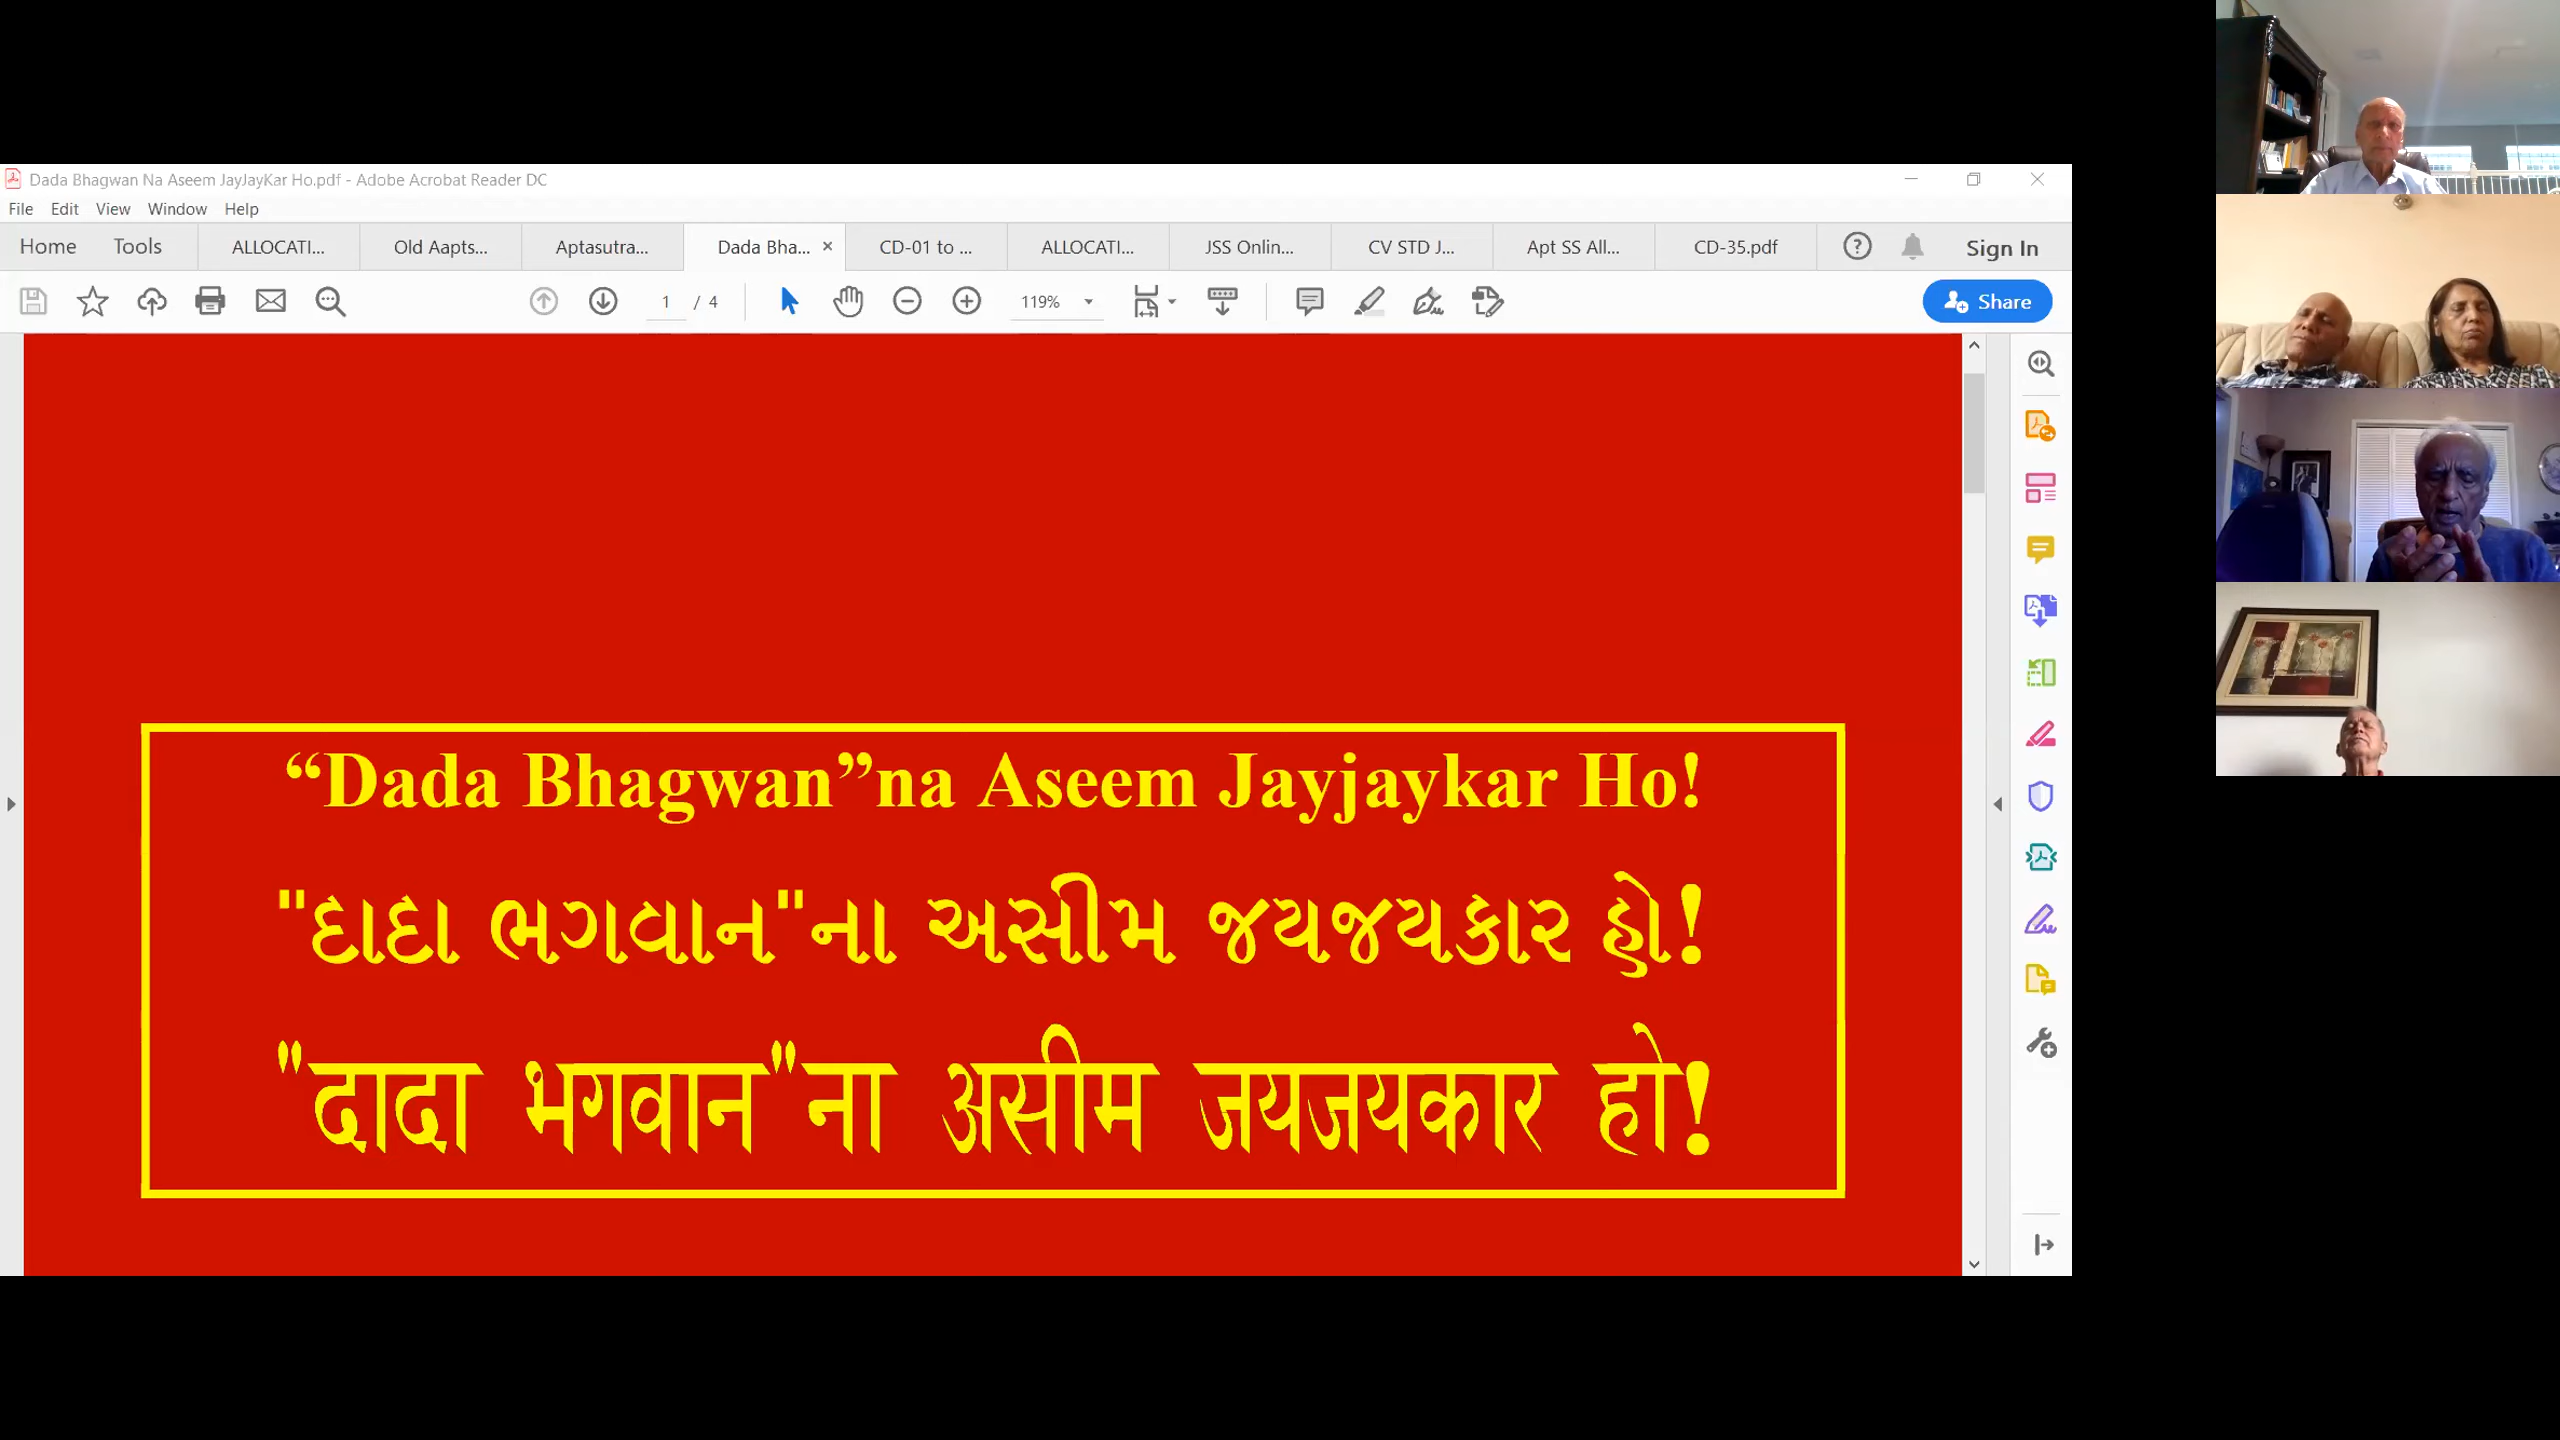 Dada Bhagwan Na Aseem JayJayKar Ho.pdf - Adobe Acrobat Reader DC
File Edit View Window Help
Home Tools ALLOCATI... Old Aapts... Aptasutra... Dada Bha... × CD-01 to ... ALLOCATI... JSS Onlin... CV STD J... Apt SS All... CD-35.pdf Sign In
1 / 4 119% Share
“Dada Bhagwan”na Aseem Jayjaykar Ho!
"દાદા ભગવાન"ના અસીમ જયજયકાર હો!
"दादा भगवान"ना असीम जयजयकार हो!